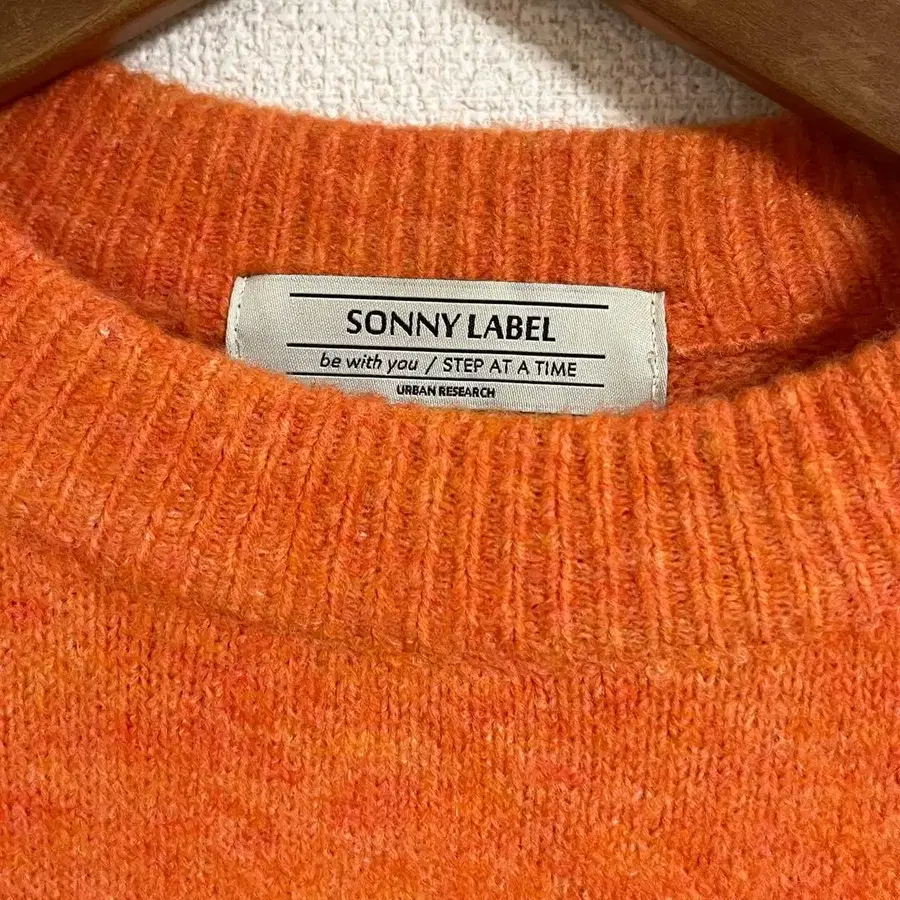 SONNY LABEL
be with you / STEP AT A TIME
URBAN RESEARCH